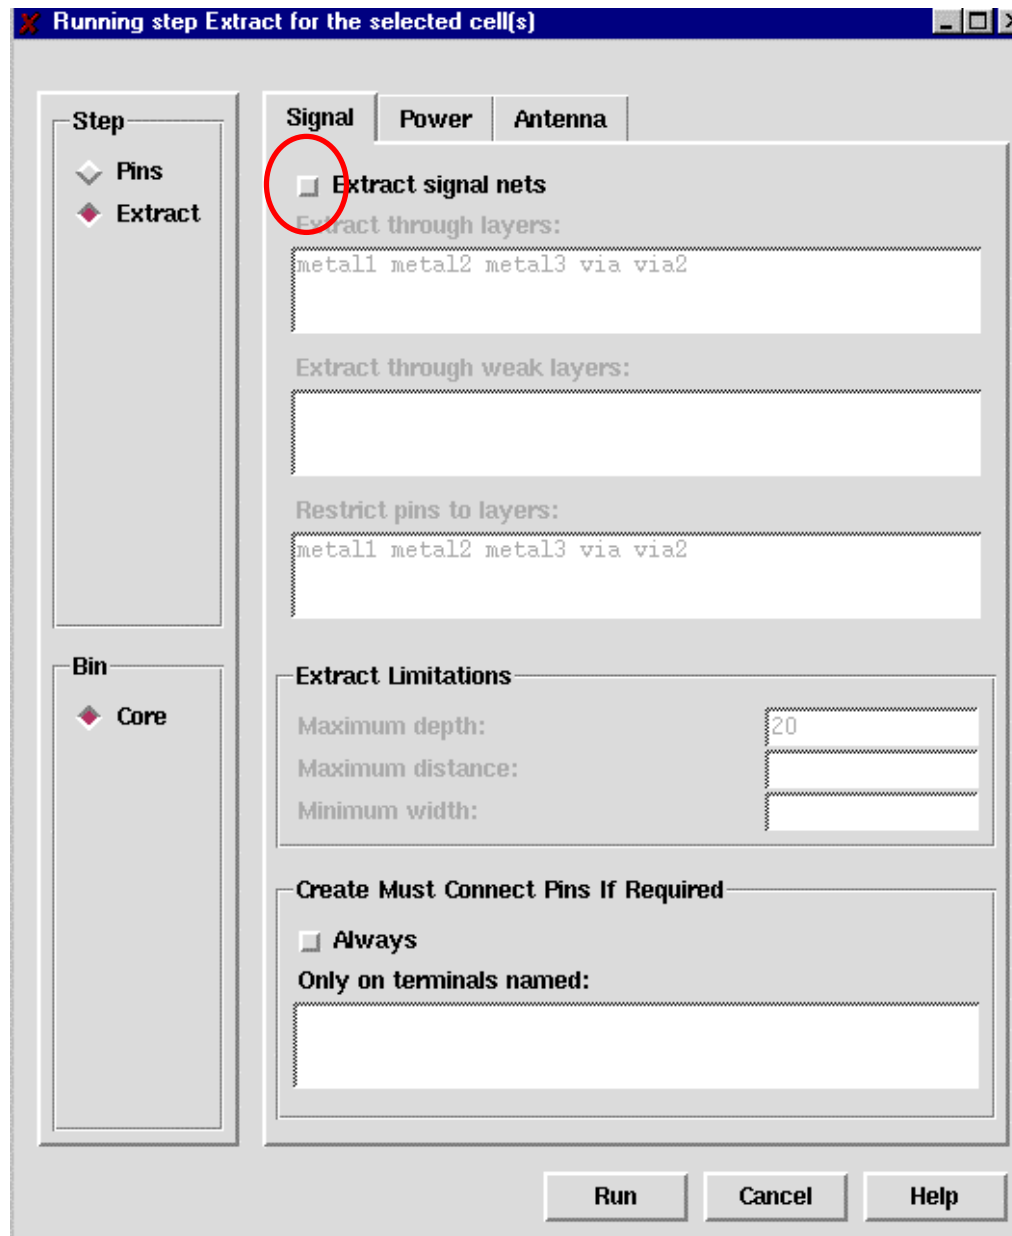 Running step Extract for the selected cell(s)
Step
Pins
Extract
Bin
Core
Signal
Power
Antenna
Extract signal nets
Extract through layers:
metal1 metal2 metal3 via via2
Extract through weak layers:
Restrict pins to layers:
metal1 metal2 metal3 via via2
Extract Limitations
Maximum depth:
20
Maximum distance:
Minimum width:
Create Must Connect Pins If Required
Always
Only on terminals named:
Run
Cancel
Help